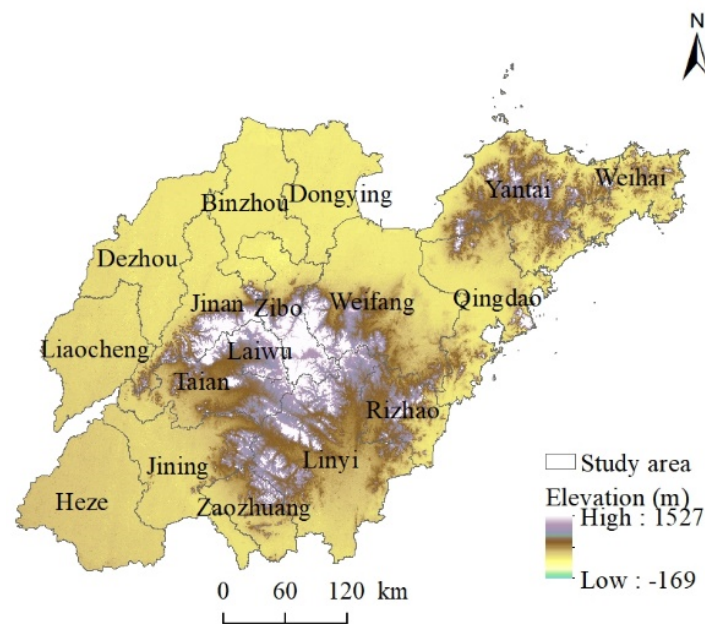 N
Yantai
Weihai
Binzhou
Dongying
Dezhou
Jinan
Zibo
Weifang
Qingdao
Liaocheng
Laiwu
Taian
Rizhao
Jining
Linyi
Heze
Zaozhuang
Study area
Elevation (m)
High : 1527
Low : -169
0 60 120 km